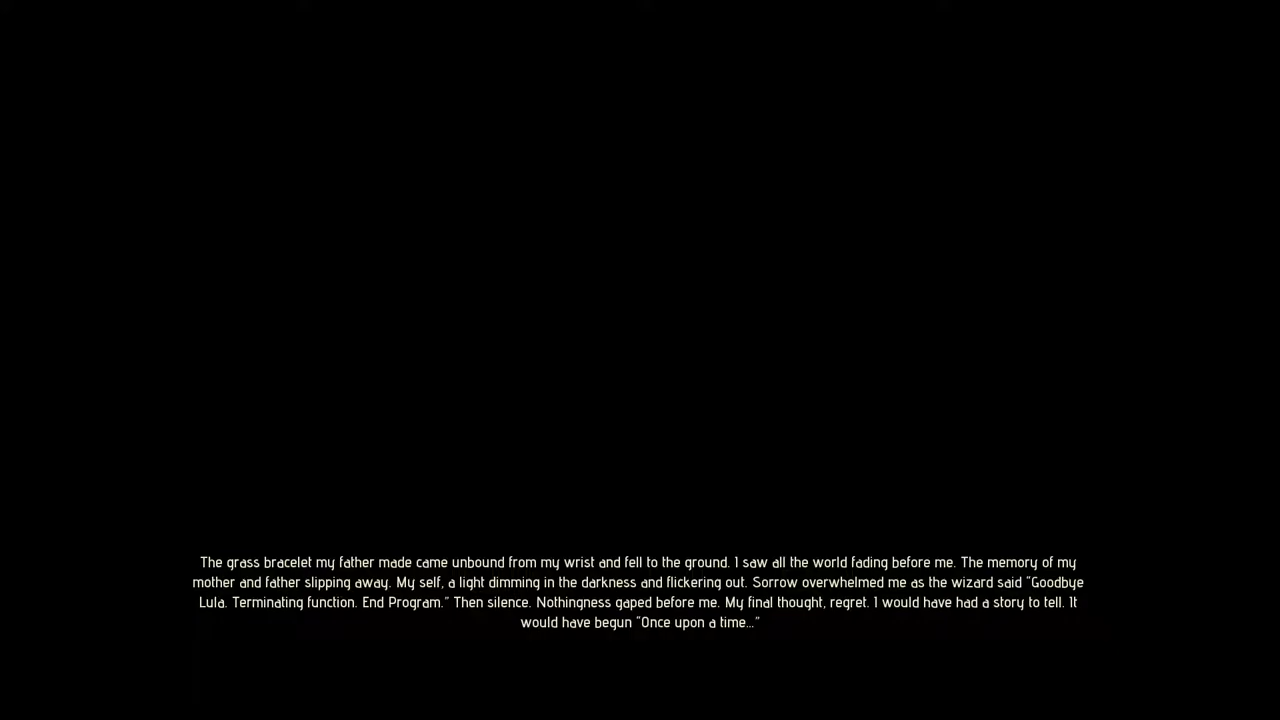 The grass bracelet my father made came unbound from my wrist and fell to the ground. I saw all the world fading before me. The memory of my
mother and father slipping away. My self, a light dimming in the darkness and flickering out. Sorrow overwhelmed me as the wizard said "Goodbye
Lula. Terminating function. End Program." Then silence. Nothingness gaped before me. My final thought, regret. I would have had a story to tell. It
would have begun "Once upon a time..."